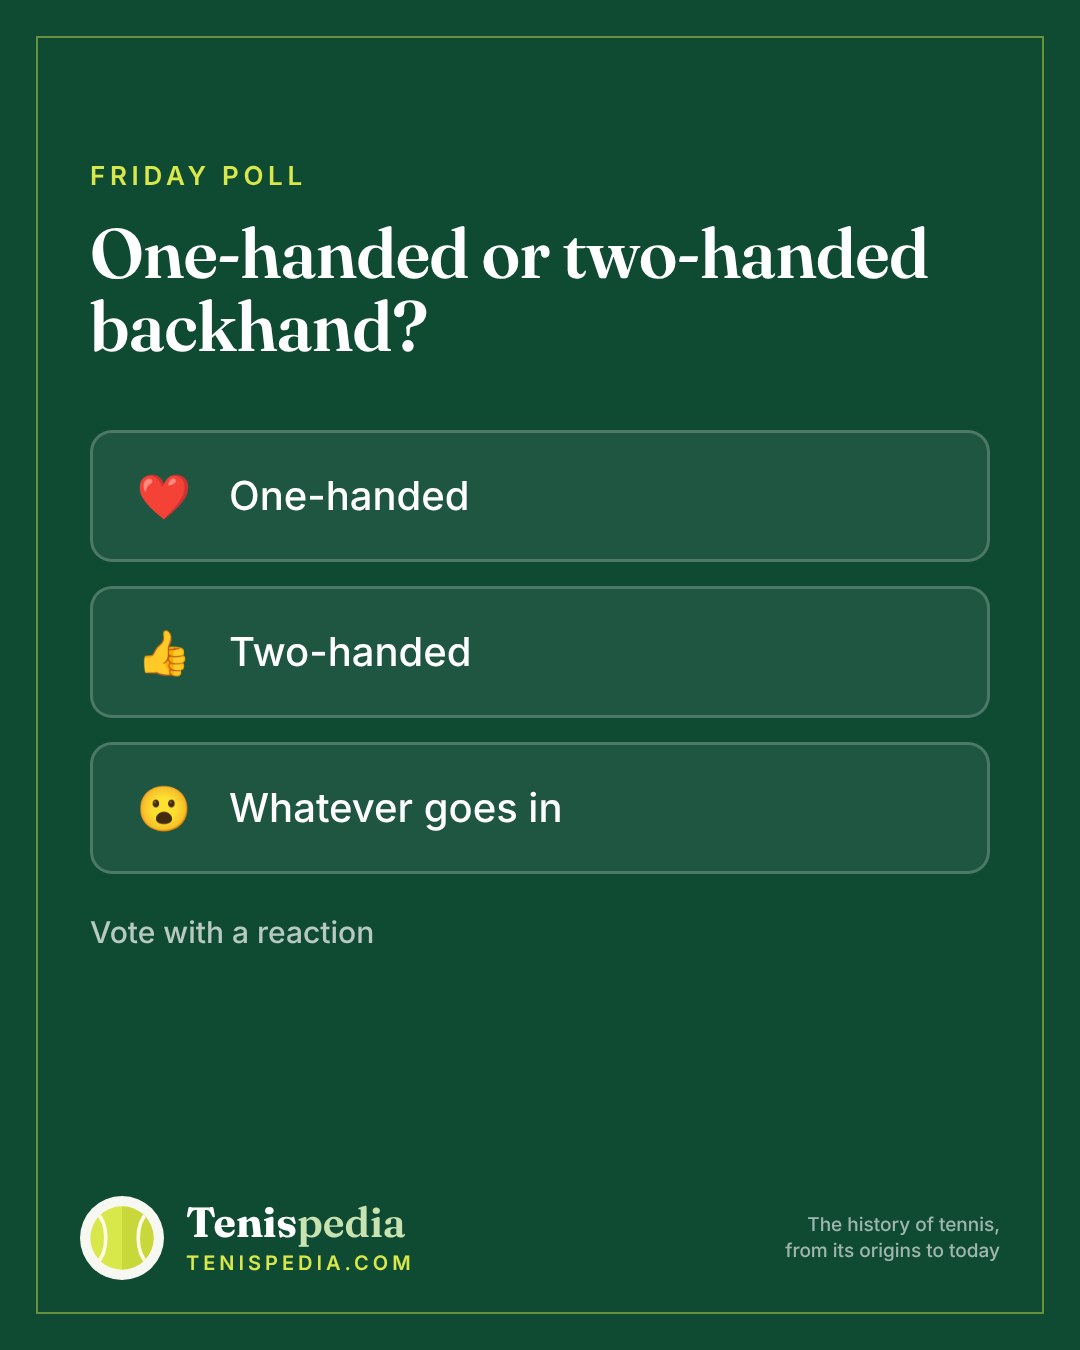 FRIDAY POLL
One-handed or two-handed
backhand?
❤️ One-handed
👍 Two-handed
😮 Whatever goes in
Vote with a reaction
Tenispedia
TENISPEDIA.COM
The history of tennis,
from its origins to today